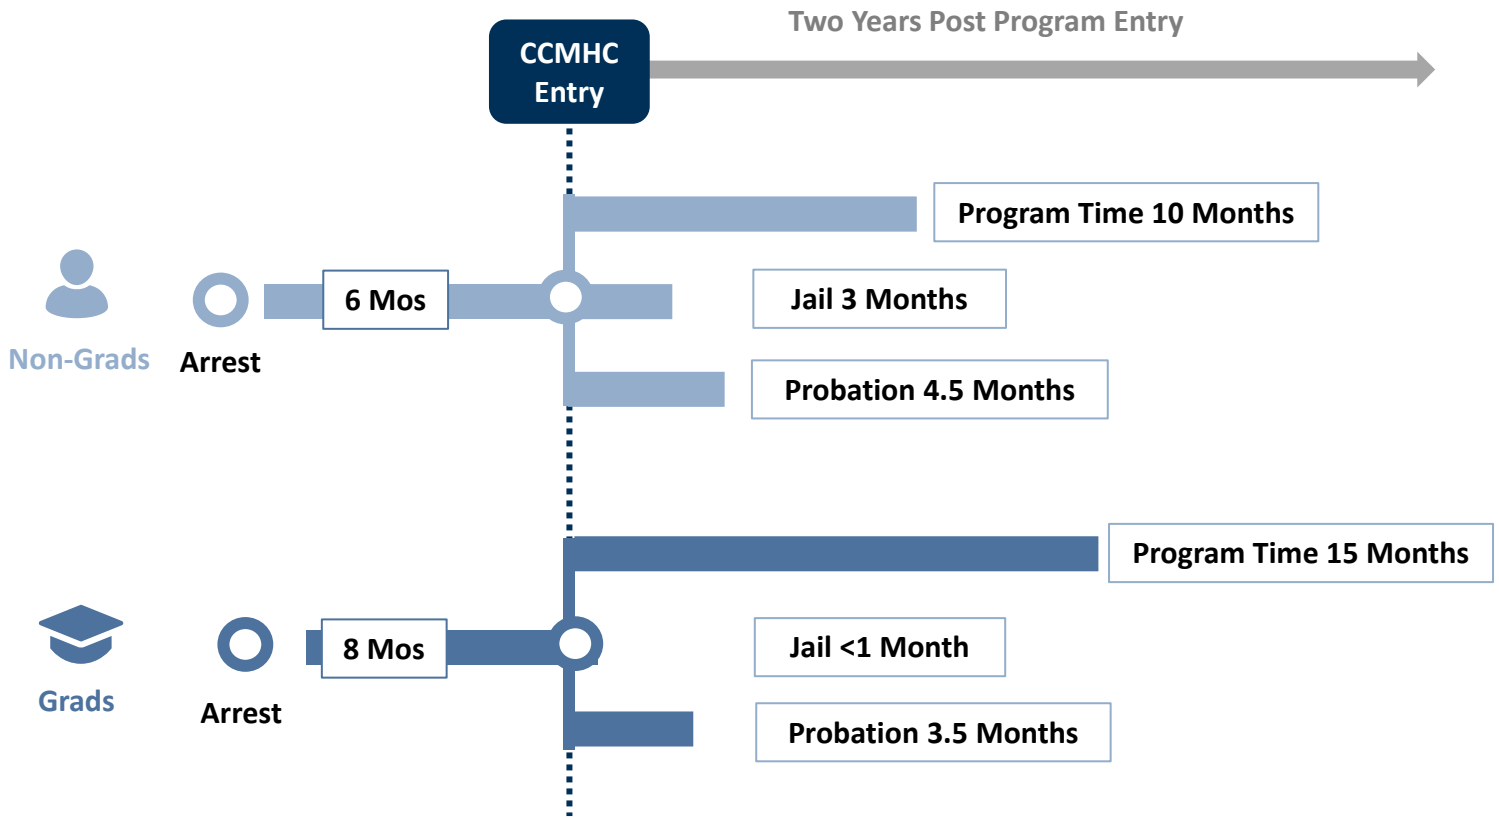 Two Years Post Program Entry
CCMHC
Entry
Program Time 10 Months
6 Mos
Jail 3 Months
Non-Grads
Arrest
Probation 4.5 Months
Program Time 15 Months
8 Mos
Jail <1 Month
Grads
Arrest
Probation 3.5 Months